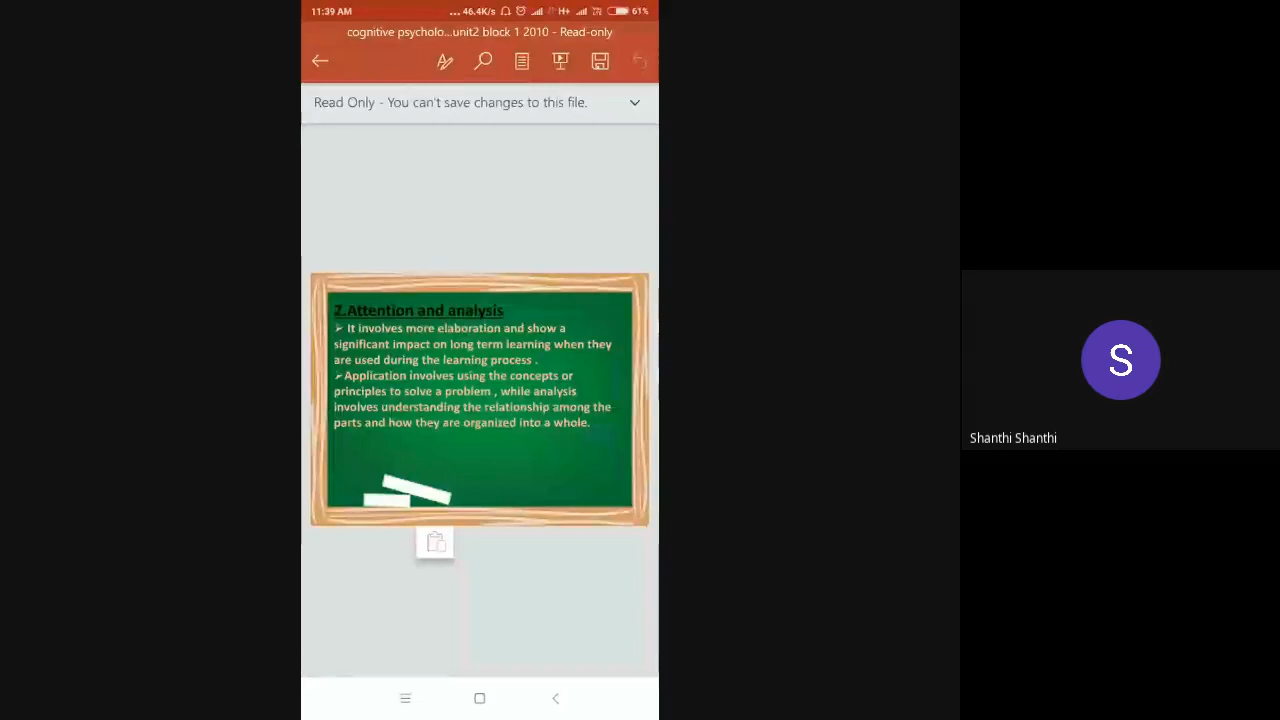 11:39 AM
... 46.4K/s H+ 61%
cognitive psycholo...unit2 block 1 2010 - Read-only
Read Only - You can't save changes to this file.
2.Attention and analysis
➢ It involves more elaboration and show a
significant impact on long term learning when they
are used during the learning process .
➢Application involves using the concepts or
principles to solve a problem , while analysis
involves understanding the relationship among the
parts and how they are organized into a whole.
S
Shanthi Shanthi